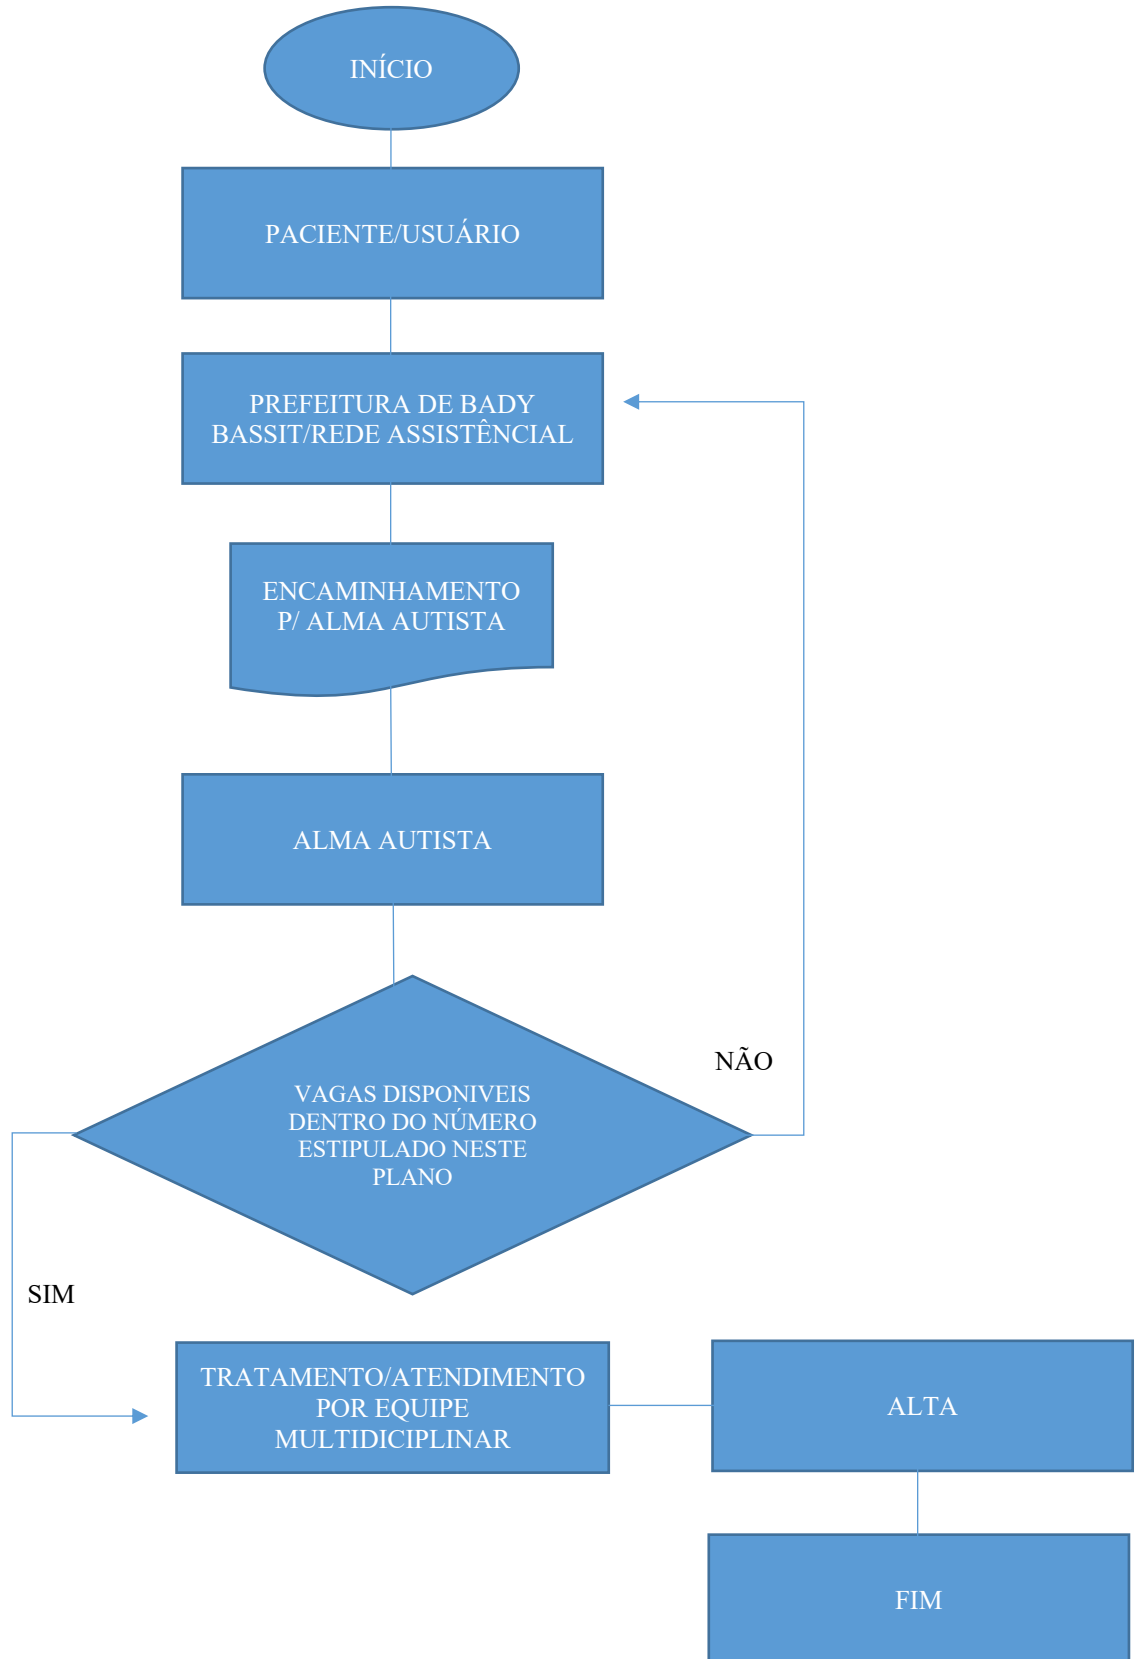 INÍCIO
PACIENTE/USUÁRIO
PREFEITURA DE BADY
BASSIT/REDE ASSISTÊNCIAL
ENCAMINHAMENTO
P/ ALMA AUTISTA
ALMA AUTISTA
NÃO
VAGAS DISPONIVEIS
DENTRO DO NÚMERO
ESTIPULADO NESTE
PLANO
SIM
TRATAMENTO/ATENDIMENTO
POR EQUIPE
MULTIDICIPLINAR
ALTA
FIM